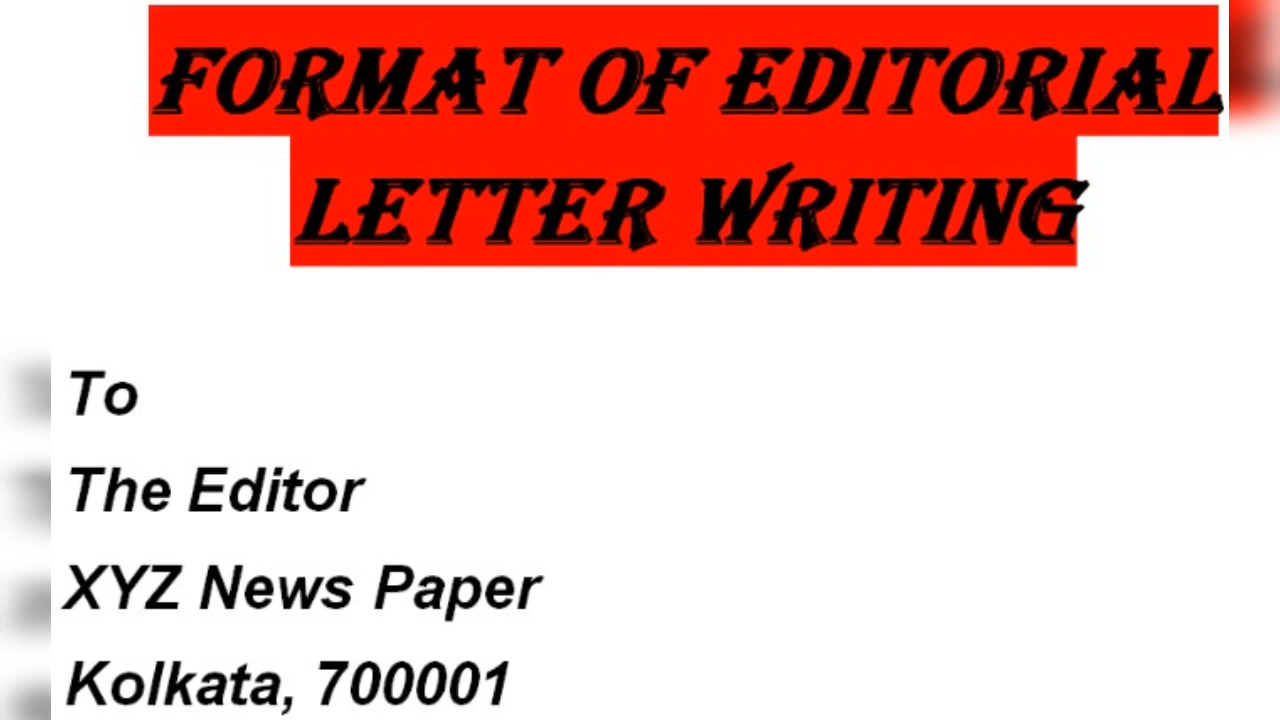 FORMAT OF EDITORIAL
LETTER WRITING
To
The Editor
XYZ News Paper
Kolkata, 700001